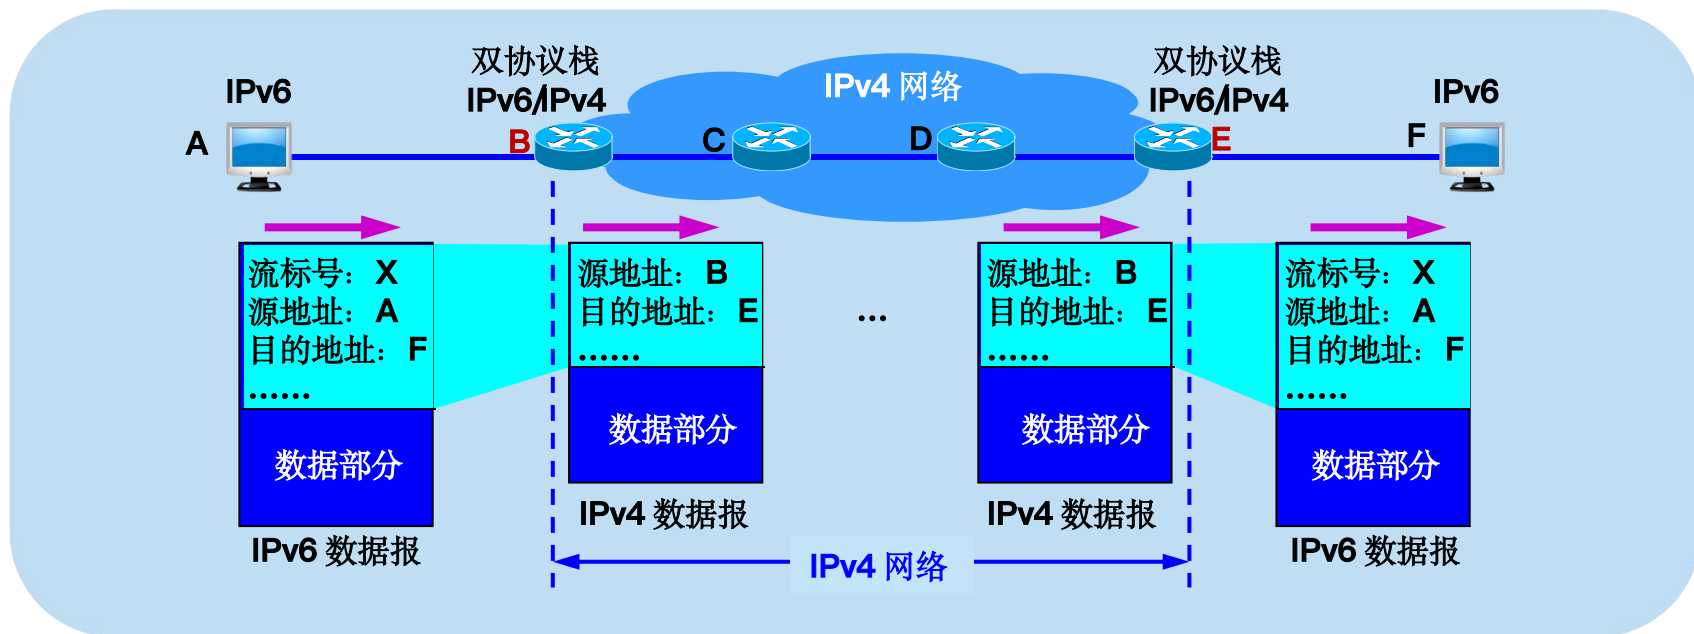 双协议栈
IPv6/IPv4
IPv4 网络
双协议栈
IPv6/IPv4
IPv6
IPv6
A
B
C
D
E
F
流标号：X
源地址：A
目的地址：F
……
数据部分
IPv6 数据报
源地址：B
目的地址：E
……
数据部分
IPv4 数据报
...
源地址：B
目的地址：E
……
数据部分
IPv4 数据报
流标号：X
源地址：A
目的地址：F
……
数据部分
IPv6 数据报
IPv4 网络